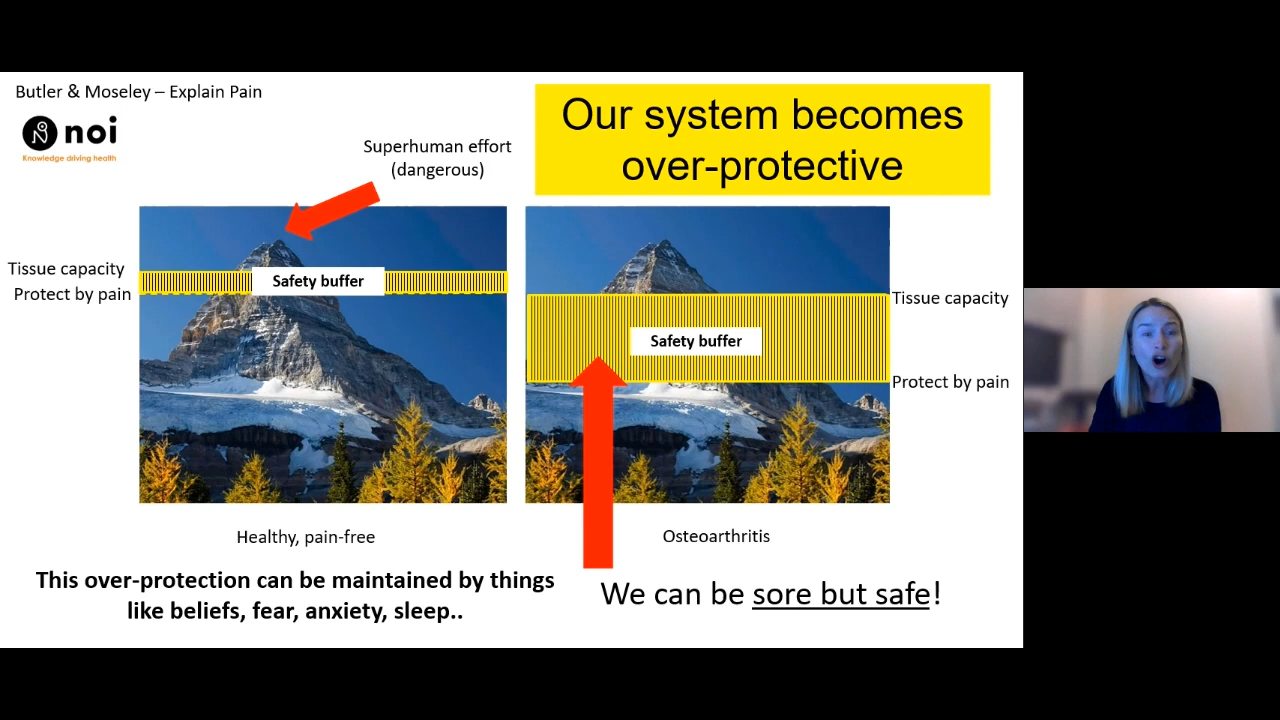 Butler & Moseley – Explain Pain
noi
Knowledge driving health
Our system becomes
over-protective
Superhuman effort
(dangerous)
Tissue capacity
Protect by pain
Safety buffer
Safety buffer
Tissue capacity
Protect by pain
Healthy, pain-free
Osteoarthritis
This over-protection can be maintained by things
like beliefs, fear, anxiety, sleep..
We can be sore but safe!